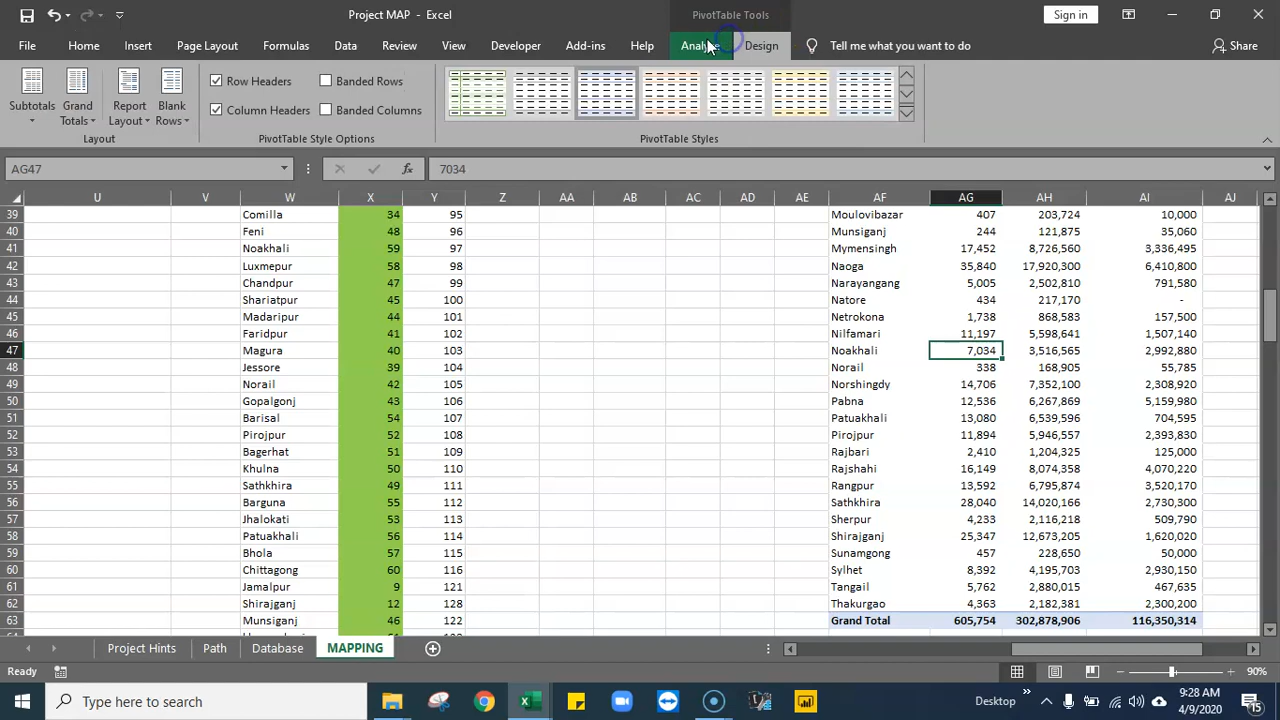 Project MAP - Excel
PivotTable Tools
Sign in
File Home Insert Page Layout Formulas Data Review View Developer Add-ins Help Analyze Design Tell me what you want to do Share
Subtotals Grand Totals Report Layout Blank Rows
Row Headers Banded Rows
Column Headers Banded Columns
Layout PivotTable Style Options PivotTable Styles
AG47 fx 7034
U V W X Y Z AA AB AC AD AE AF AG AH AI AJ
39 Comilla 34 95 Moulovibazar 407 203,724 10,000
40 Feni 48 96 Munsiganj 244 121,875 35,060
41 Noakhali 59 97 Mymensingh 17,452 8,726,560 3,336,495
42 Luxmepur 58 98 Naoga 35,840 17,920,300 6,410,800
43 Chandpur 47 99 Narayangang 5,005 2,502,810 791,580
44 Shariatpur 45 100 Natore 434 217,170 -
45 Madaripur 44 101 Netrokona 1,738 868,583 157,500
46 Faridpur 41 102 Nilfamari 11,197 5,598,641 1,507,140
47 Magura 40 103 Noakhali 7,034 3,516,565 2,992,880
48 Jessore 39 104 Norail 338 168,905 55,785
49 Norail 42 105 Norshingdy 14,706 7,352,100 2,308,920
50 Gopalgonj 43 106 Pabna 12,536 6,267,869 5,159,980
51 Barisal 54 107 Patuakhali 13,080 6,539,596 704,595
52 Pirojpur 52 108 Pirojpur 11,894 5,946,557 2,393,830
53 Bagerhat 51 109 Rajbari 2,410 1,204,325 125,000
54 Khulna 50 110 Rajshahi 16,149 8,074,358 4,070,220
55 Sathkhira 49 111 Rangpur 13,592 6,795,874 3,520,170
56 Barguna 55 112 Sathkhira 28,040 14,020,166 2,730,300
57 Jhalokati 53 113 Sherpur 4,233 2,116,218 509,790
58 Patuakhali 56 114 Shirajganj 25,347 12,673,205 1,620,020
59 Bhola 57 115 Sunamgong 457 228,650 50,000
60 Chittagong 60 116 Sylhet 8,392 4,195,703 2,930,150
61 Jamalpur 9 121 Tangail 5,762 2,880,015 467,635
62 Shirajganj 12 128 Thakurgao 4,363 2,182,381 2,300,200
63 Munsiganj 46 122 Grand Total 605,754 302,878,906 116,350,314
Project Hints Path Database MAPPING
Ready 90%
Type here to search
Desktop
9:28 AM
4/9/2020
15